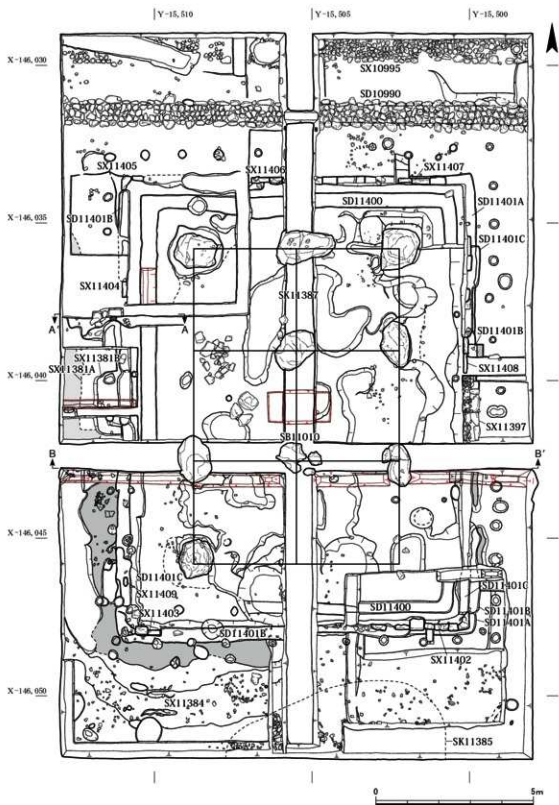 Y-15,510
Y-15,505
Y-15,500
X-146,030
SX10995
SD10990
SX11405
SX11406
SX11407
SD11400
SD11401A
X-146,035
SD11401B
SD11401C
SX11404
SK11387
A
A
SD11401B
SX11381B
SX11381A
SX11408
X-146,040
SX11397
SB11010
B
B'
X-146,045
SD11401C
SD11401C
SX11409
SD11400
SX11403
SD11401B
SD11401B
SD11401A
SX11402
X-146,050
SX11384
SK11385
0
5m